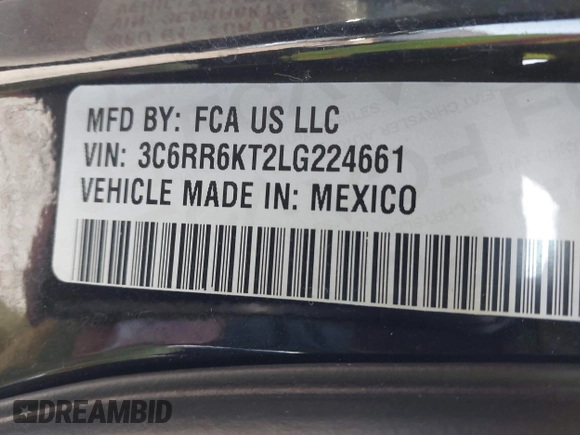 MFD BY: FCA US LLC
VIN: 3C6RR6KT2LG224661
VEHICLE MADE IN: MEXICO
DREAMBID